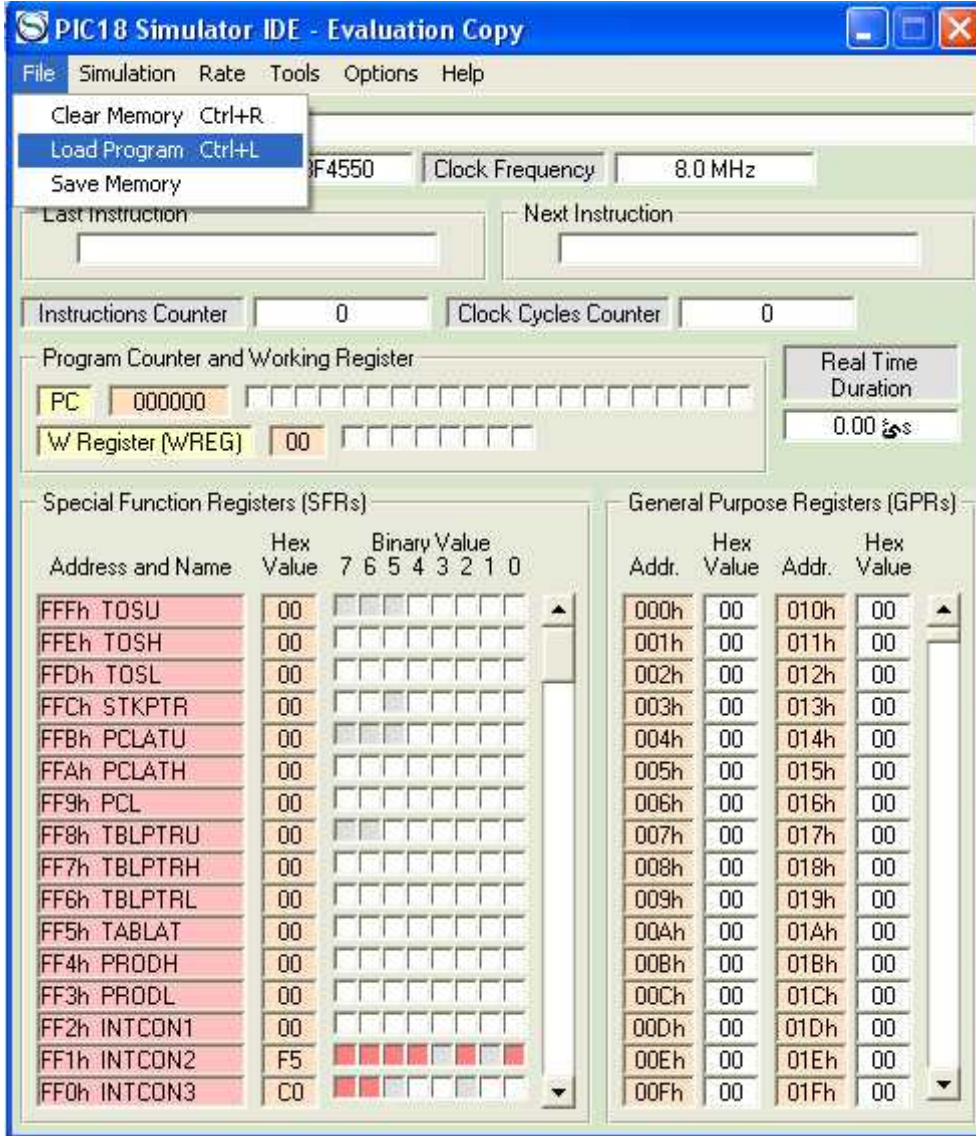 PIC18 Simulator IDE - Evaluation Copy
File Simulation Rate Tools Options Help
Clear Memory Ctrl+R
Load Program Ctrl+L
Save Memory
F4550 Clock Frequency 8.0 MHz
Last Instruction Next Instruction
Instructions Counter 0 Clock Cycles Counter 0
Program Counter and Working Register
Real Time
Duration
PC 000000
0.00 ئs
W Register (WREG) 00
Special Function Registers (SFRs) General Purpose Registers (GPRs)
Hex Binary Value Hex Hex
Address and Name Value 7 6 5 4 3 2 1 0 Addr. Value Addr. Value
FFFh TOSU 00 000h 00 010h 00
FFEh TOSH 00 001h 00 011h 00
FFDh TOSL 00 002h 00 012h 00
FFCh STKPTR 00 003h 00 013h 00
FFBh PCLATU 00 004h 00 014h 00
FFAh PCLATH 00 005h 00 015h 00
FF9h PCL 00 006h 00 016h 00
FF8h TBLPTRU 00 007h 00 017h 00
FF7h TBLPTRH 00 008h 00 018h 00
FF6h TBLPTRL 00 009h 00 019h 00
FF5h TABLAT 00 00Ah 00 01Ah 00
FF4h PRODH 00 00Bh 00 01Bh 00
FF3h PRODL 00 00Ch 00 01Ch 00
FF2h INTCON1 00 00Dh 00 01Dh 00
FF1h INTCON2 F5 00Eh 00 01Eh 00
FF0h INTCON3 C0 00Fh 00 01Fh 00